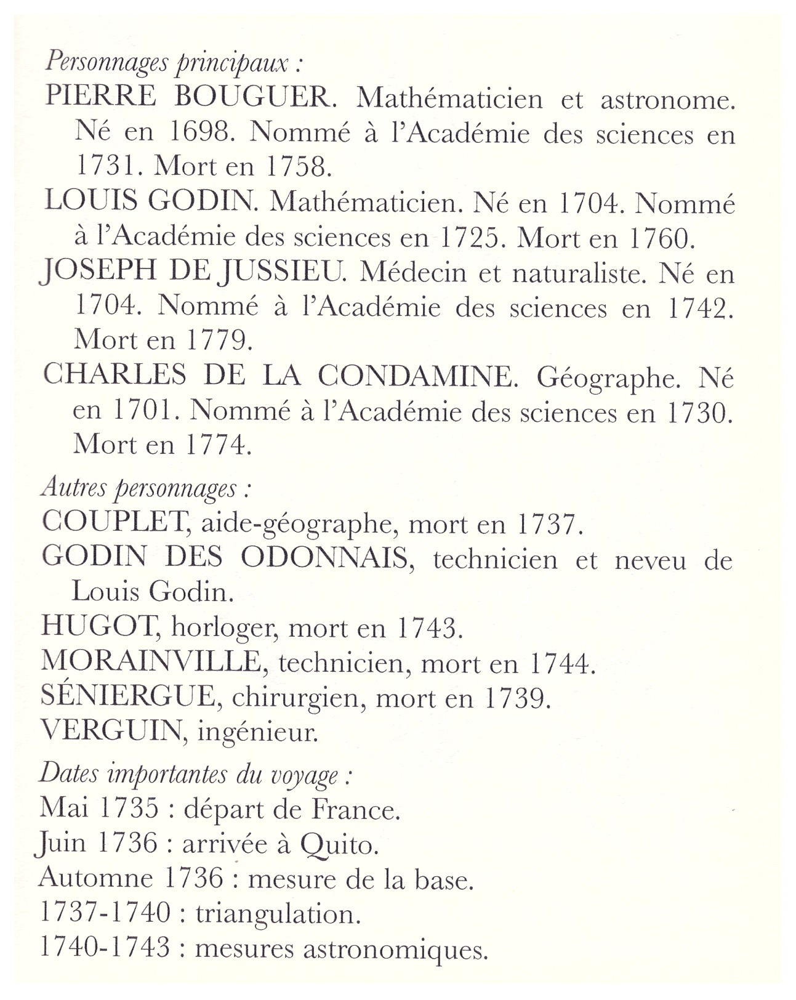 Personnages principaux :
PIERRE BOUGUER. Mathématicien et astronome.
Né en 1698. Nommé à l'Académie des sciences en
1731. Mort en 1758.
LOUIS GODIN. Mathématicien. Né en 1704. Nommé
à l'Académie des sciences en 1725. Mort en 1760.
JOSEPH DE JUSSIEU. Médecin et naturaliste. Né en
1704. Nommé à l'Académie des sciences en 1742.
Mort en 1779.
CHARLES DE LA CONDAMINE. Géographe. Né
en 1701. Nommé à l'Académie des sciences en 1730.
Mort en 1774.
Autres personnages :
COUPLET, aide-géographe, mort en 1737.
GODIN DES ODONNAIS, technicien et neveu de
Louis Godin.
HUGOT, horloger, mort en 1743.
MORAINVILLE, technicien, mort en 1744.
SÉNIERGUE, chirurgien, mort en 1739.
VERGUIN, ingénieur.
Dates importantes du voyage :
Mai 1735 : départ de France.
Juin 1736 : arrivée à Quito.
Automne 1736 : mesure de la base.
1737-1740 : triangulation.
1740-1743 : mesures astronomiques.